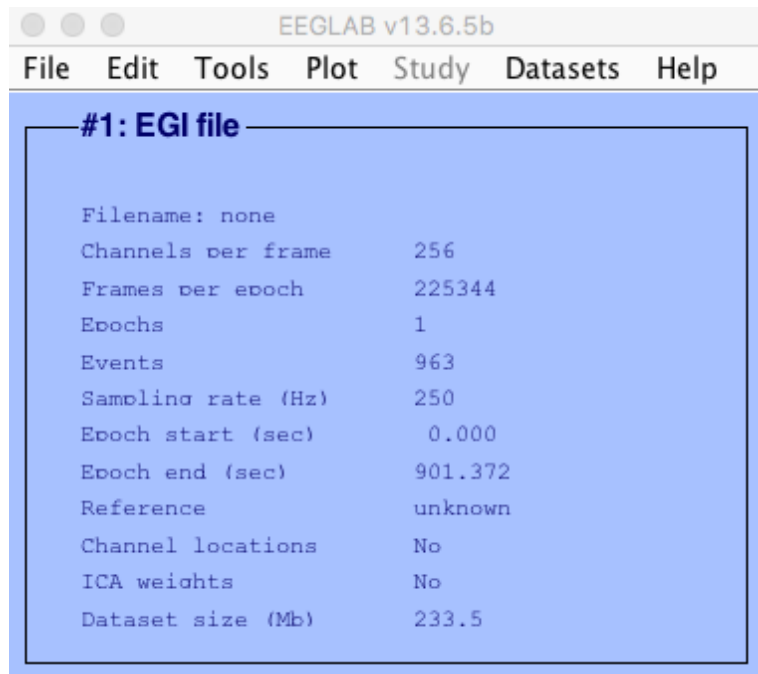 EEGLAB v13.6.5b
File Edit Tools Plot Study Datasets Help
#1: EGI file
Filename: none
Channels per frame 256
Frames per epoch 225344
Epochs 1
Events 963
Sampling rate (Hz) 250
Epoch start (sec) 0.000
Epoch end (sec) 901.372
Reference unknown
Channel locations No
ICA weights No
Dataset size (Mb) 233.5